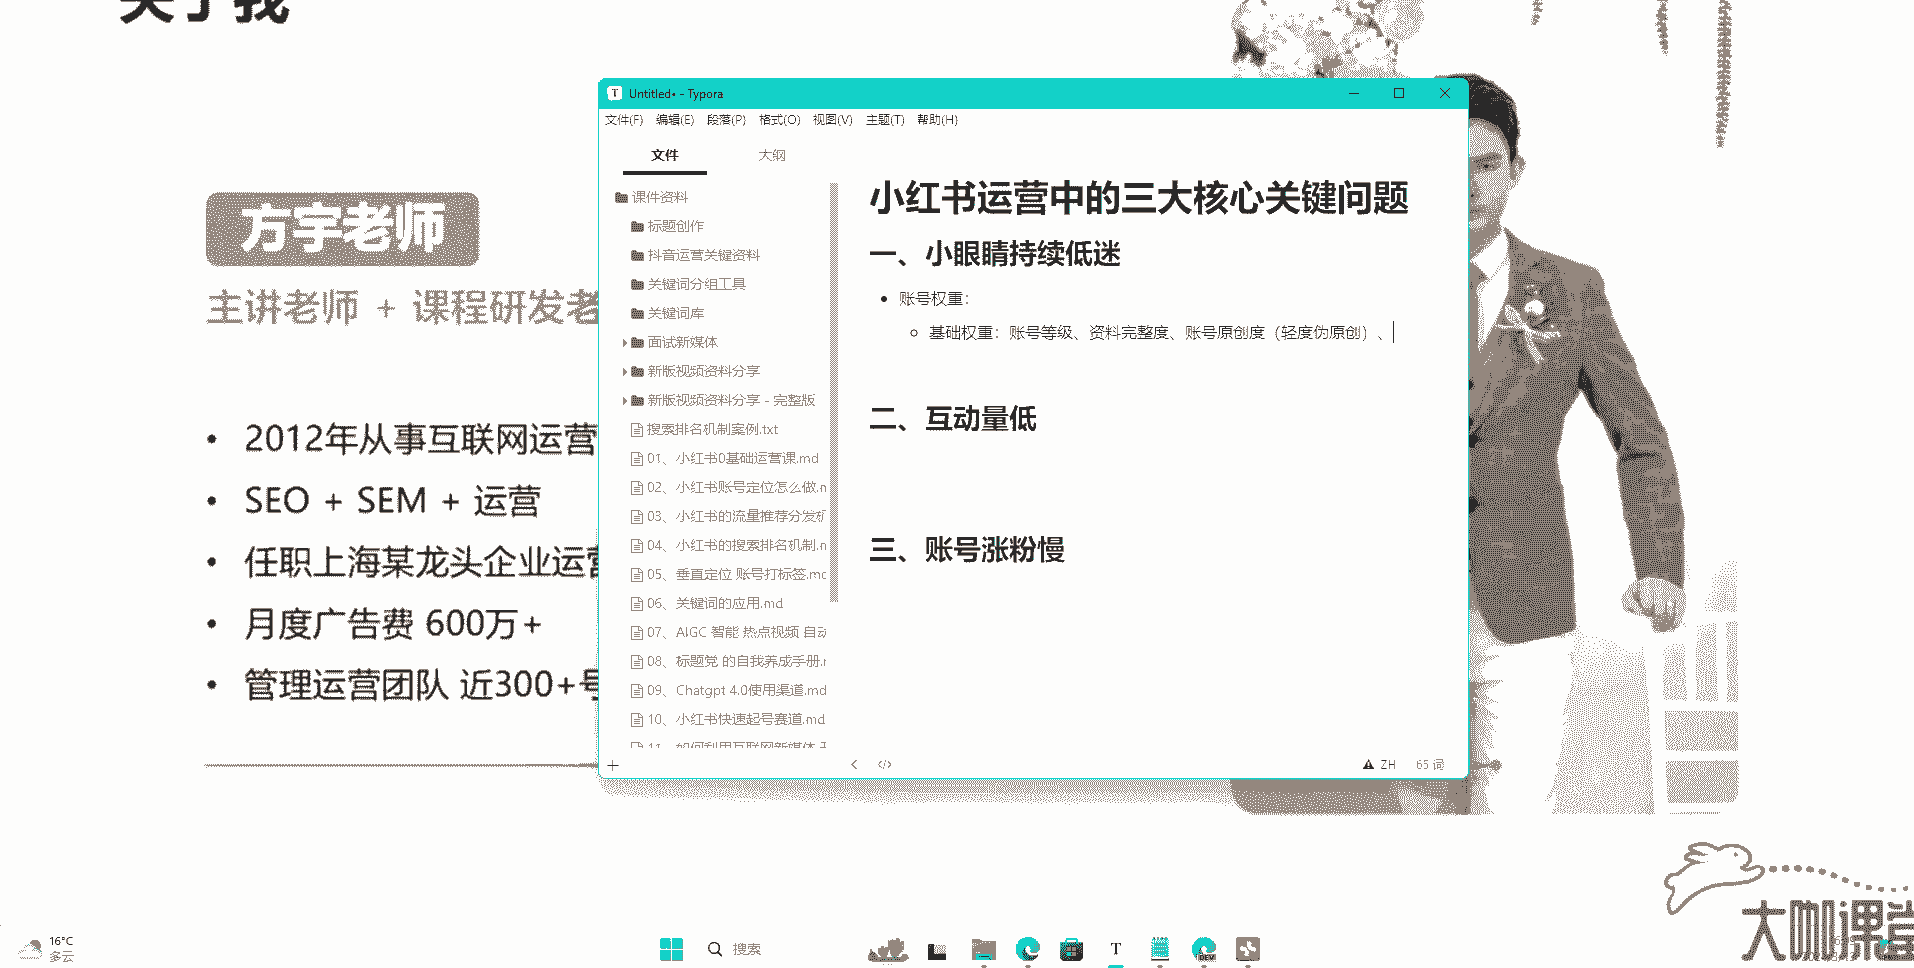 关于我
方宇老师
主讲老师 + 课程研发老
2012年从事互联网运营
SEO + SEM + 运营
任职上海某龙头企业运营
月度广告费 600万+
管理运营团队 近300+号
Untitled• - Typora
文件(F) 编辑(E) 段落(P) 格式(O) 视图(V) 主题(T) 帮助(H)
文件 大纲
课件资料
标题创作
抖音运营关键资料
关键词分组工具
关键词库
面试新媒体
新版视频资料分享
新版视频资料分享 - 完整版
搜索排名机制案例.txt
01、小红书0基础运营课.md
02、小红书账号定位怎么做.m
03、小红书的流量推荐分发机
04、小红书的搜索排名机制.m
05、垂直定位 账号打标签.md
06、关键词的应用.md
07、AIGC 智能 热点视频 自动
08、标题党 的自我养成手册.m
09、Chatgpt 4.0使用渠道.md
10、小红书快速起号赛道.md
11、如何利用互联网新媒体
小红书运营中的三大核心关键问题
一、小眼睛持续低迷
账号权重：
基础权重：账号等级、资料完整度、账号原创度（轻度伪原创）、
二、互动量低
三、账号涨粉慢
ZH 65 词
大咖课堂
16°C
多云
搜索